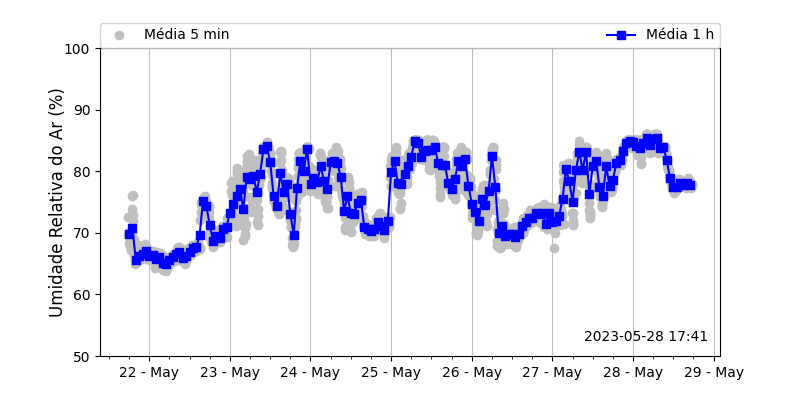 Média 5 min
Média 1 h
Umidade Relativa do Ar (%)
100
90
80
70
60
50
2023-05-28 17:41
22 - May
23 - May
24 - May
25 - May
26 - May
27 - May
28 - May
29 - May